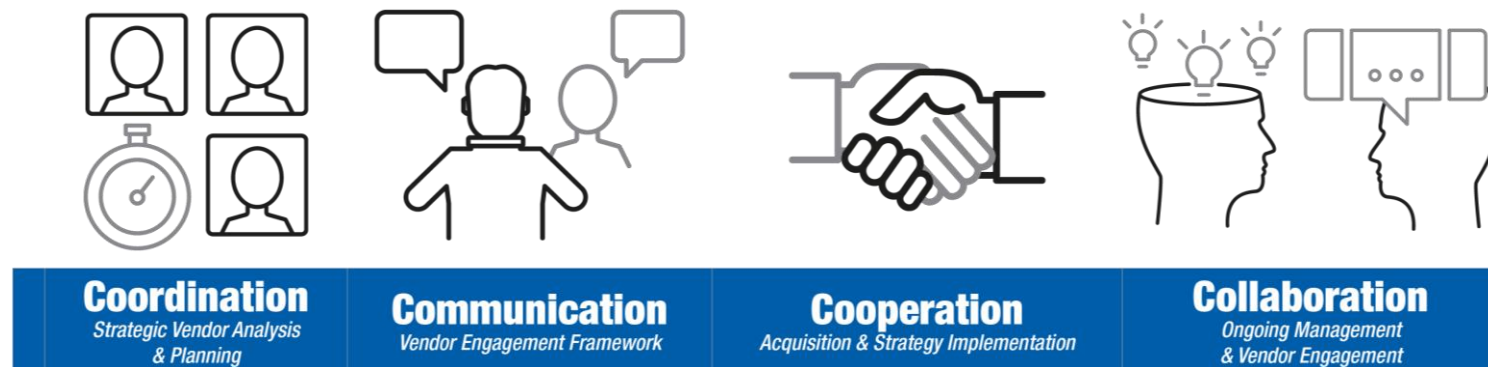 Coordination
Strategic Vendor Analysis
& Planning
Communication
Vendor Engagement Framework
Cooperation
Acquisition & Strategy Implementation
Collaboration
Ongoing Management
& Vendor Engagement